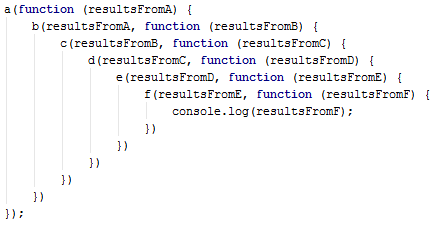 a(function (resultsFromA) {
    b(resultsFromA, function (resultsFromB) {
        c(resultsFromB, function (resultsFromC) {
            d(resultsFromC, function (resultsFromD) {
                e(resultsFromD, function (resultsFromE) {
                    f(resultsFromE, function (resultsFromF) {
                        console.log(resultsFromF);
                    })
                })
            })
        })
    })
});